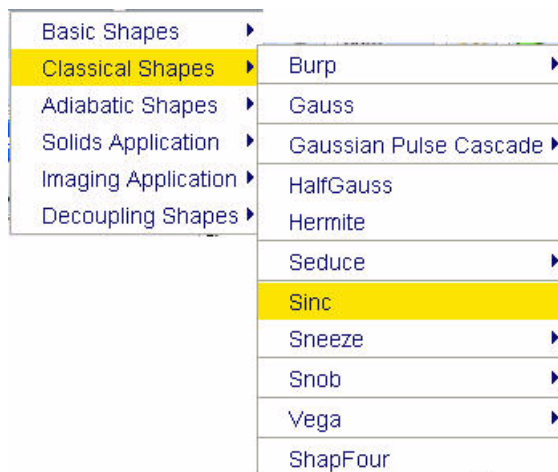 Basic Shapes
Classical Shapes
Adiabatic Shapes
Solids Application
Imaging Application
Decoupling Shapes
Burp
Gauss
Gaussian Pulse Cascade
HalfGauss
Hermite
Seduce
Sinc
Sneeze
Snob
Vega
ShapFour